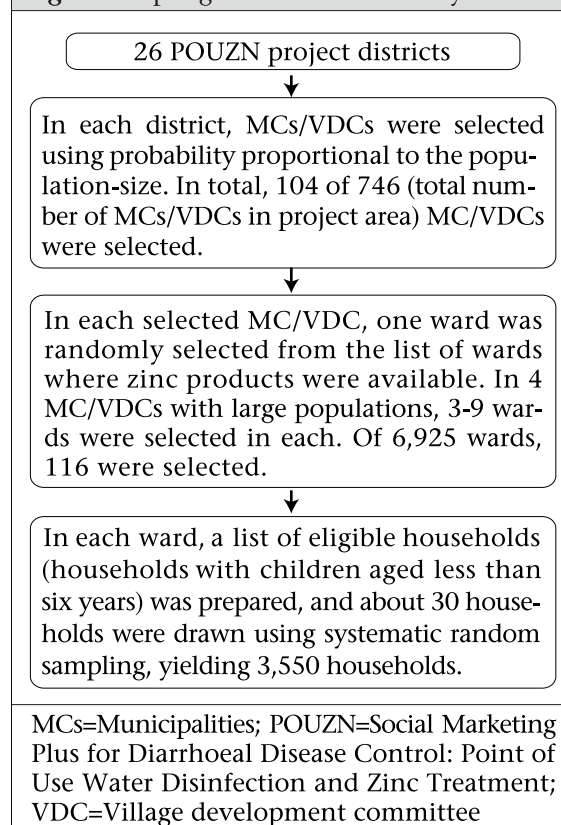 26 POUZN project districts
In each district, MCs/VDCs were selected
using probability proportional to the popu-
lation-size. In total, 104 of 746 (total num-
ber of MCs/VDCs in project area) MC/VDCs
were selected.
In each selected MC/VDC, one ward was
randomly selected from the list of wards
where zinc products were available. In 4
MC/VDCs with large populations, 3-9 war-
ds were selected in each. Of 6,925 wards,
116 were selected.
In each ward, a list of eligible households
(households with children aged less than
six years) was prepared, and about 30 house-
holds were drawn using systematic random
sampling, yielding 3,550 households.
MCs=Municipalities; POUZN=Social Marketing
Plus for Diarrhoeal Disease Control: Point of
Use Water Disinfection and Zinc Treatment;
VDC=Village development committee